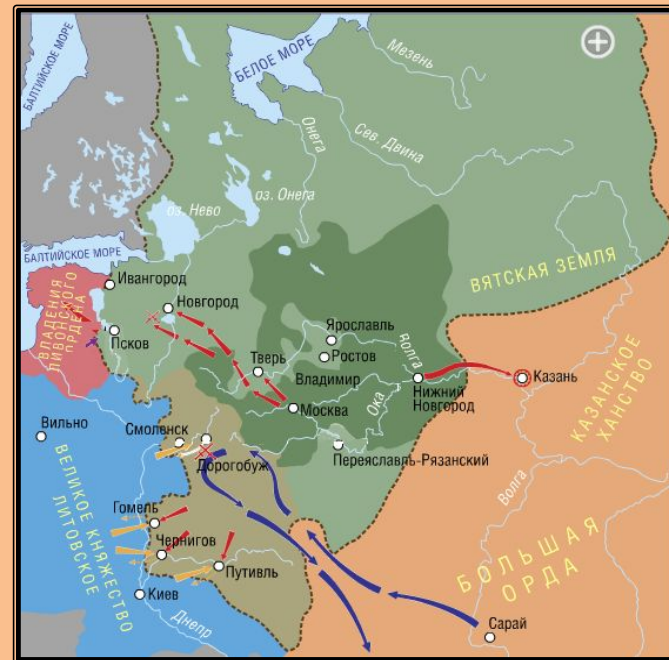 БАЛТИЙСКОЕ МОРЕ
БЕЛОЕ МОРЕ
Мезень
Онега
Сев. Двина
оз. Онега
оз. Нево
БАЛТИЙСКОЕ МОРЕ
Ивангород
ВЯТСКАЯ ЗЕМЛЯ
ВЛАДЕНИЯ
ЛИВОНСКОГО
ОРДЕНА
Новгород
Псков
Ярославль
Ростов
Тверь
Волга
Владимир
Казань
Нижний
Новгород
Москва
Ока
КАЗАНСКОЕ
ХАНСТВО
Вильно
Смоленск
Дорогобуж
Переяславль-Рязанский
Волга
ВЕЛИКОЕ КНЯЖЕСТВО
ЛИТОВСКОЕ
Гомель
Чернигов
Путивль
БОЛЬШАЯ
ОРДА
Киев
Днепр
Сарай